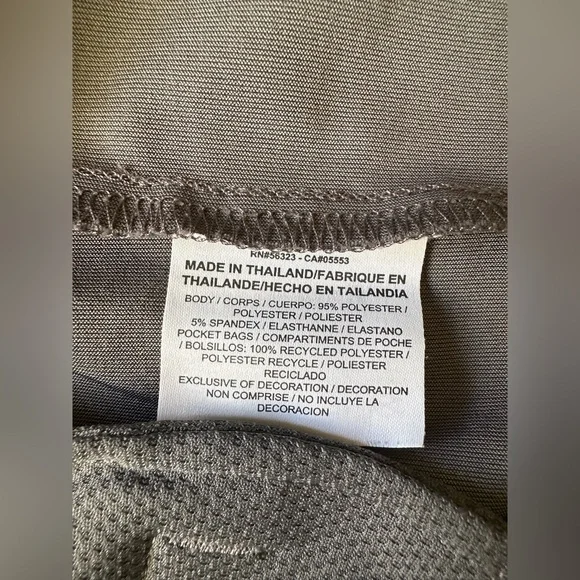 RN#56323 - CA#05553
MADE IN THAILAND/FABRIQUE EN
THAILANDE/HECHO EN TAILANDIA
BODY / CORPS / CUERPO: 95% POLYESTER /
POLYESTER / POLIESTER
5% SPANDEX / ELASTHANNE / ELASTANO
POCKET BAGS / COMPARTIMENTS DE POCHE
/ BOLSILLOS: 100% RECYCLED POLYESTER /
POLYESTER RECYCLE / POLIESTER
RECICLADO
EXCLUSIVE OF DECORATION / DECORATION
NON COMPRISE / NO INCLUYE LA
DECORACION